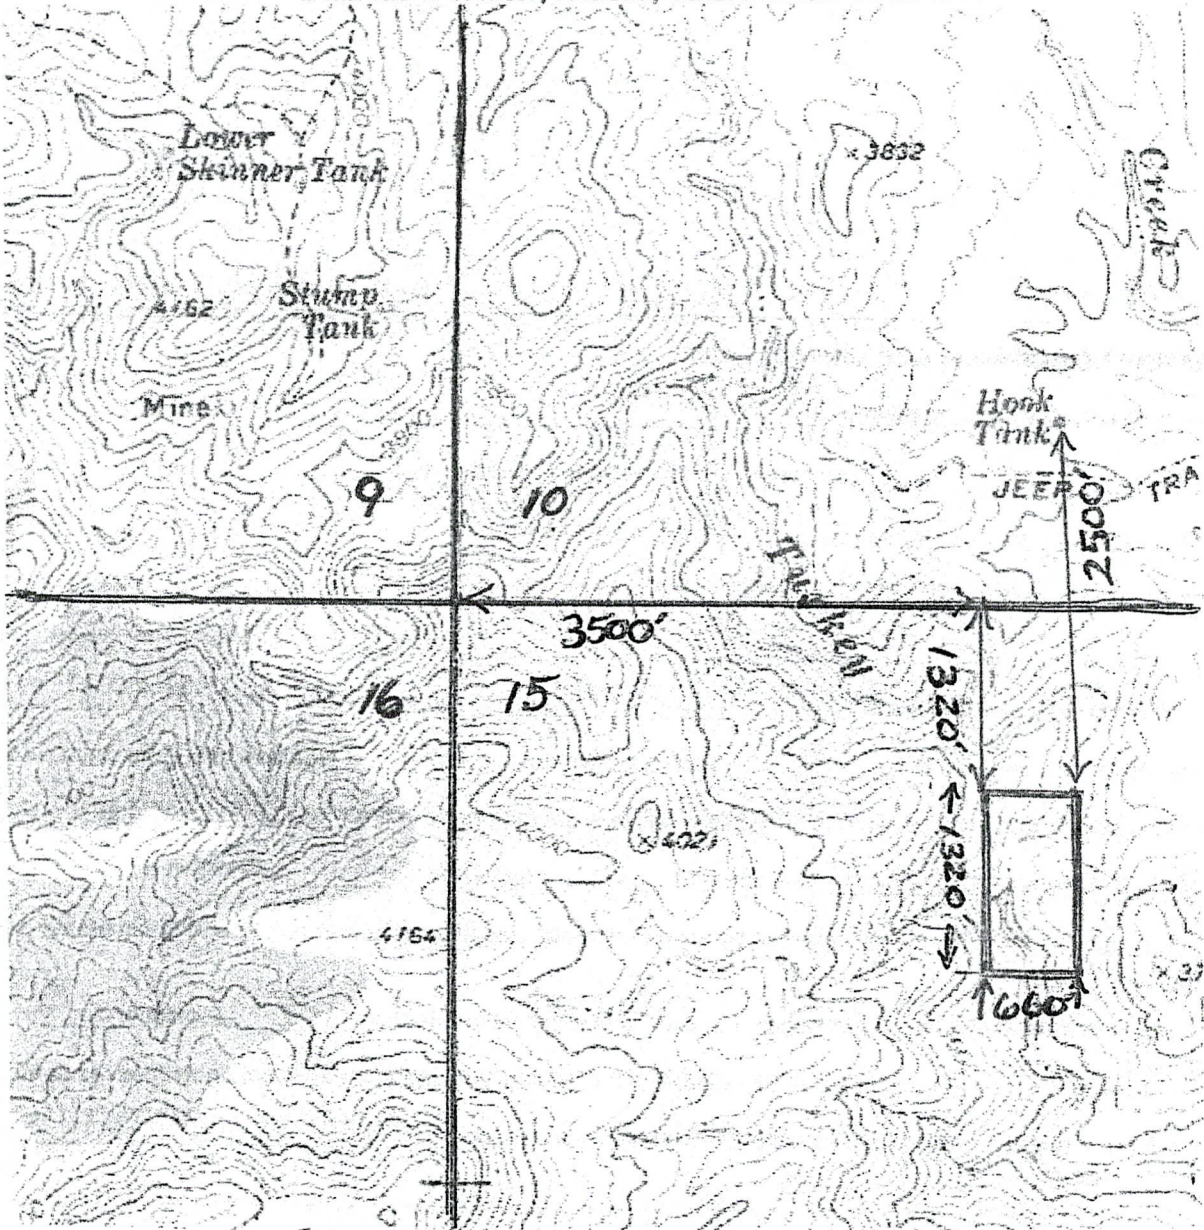 Lower
Skinner Tank
× 3832
Creek
Stump
Tank
4162
Mine
3900
Hook
Tank
JEEP
TRA
9
10
2500'
3500'
16
15
1320'
1320'
4164
660'